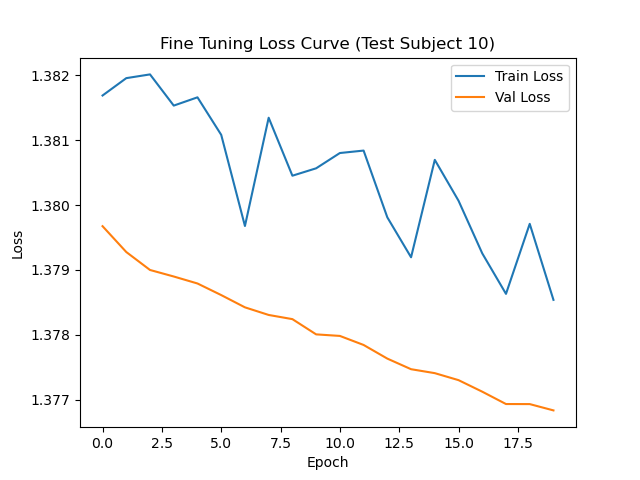 Fine Tuning Loss Curve (Test Subject 10)
Train Loss
Val Loss
1.382
1.381
1.380
1.379
1.378
1.377
Loss
0.0 2.5 5.0 7.5 10.0 12.5 15.0 17.5
Epoch